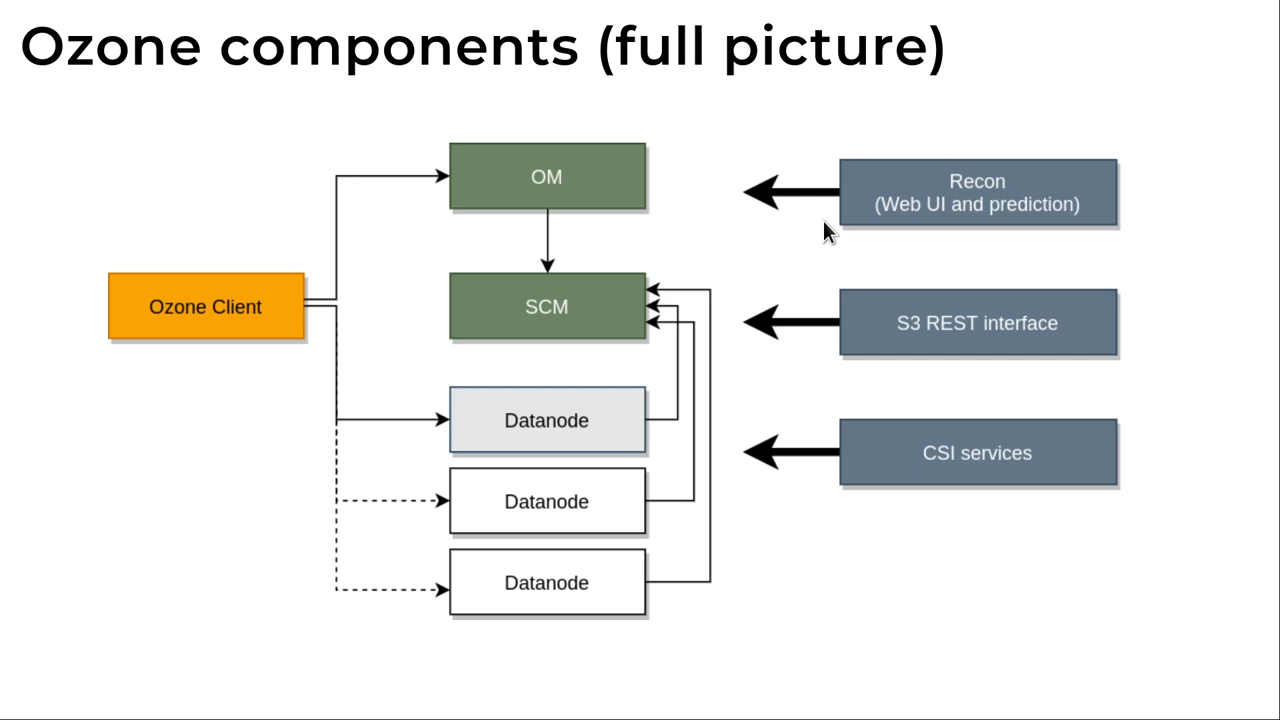 Ozone components (full picture)
OM
Recon
(Web UI and prediction)
Ozone Client
SCM
S3 REST interface
Datanode
CSI services
Datanode
Datanode